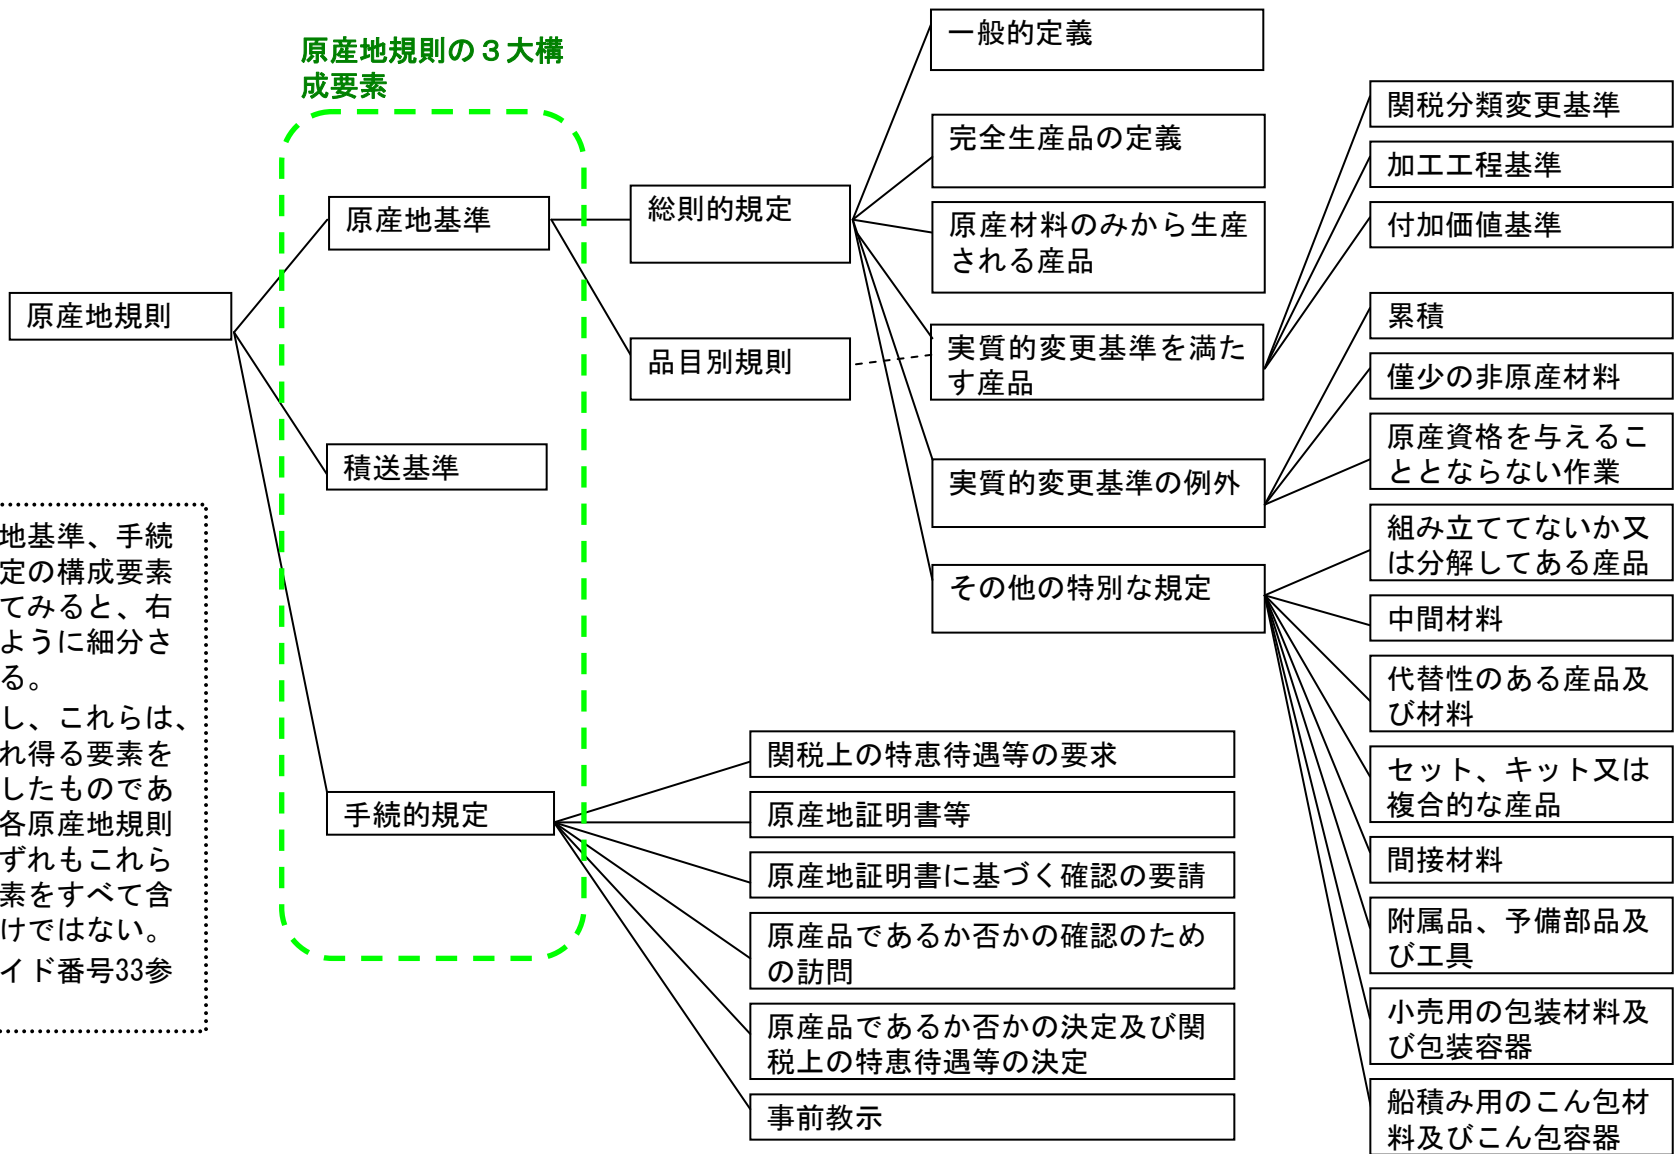 原産地規則の３大構
成要素
原産地規則
原産地基準
積送基準
手続的規定
総則的規定
品目別規則
一般的定義
完全生産品の定義
原産材料のみから生産
される産品
実質的変更基準を満た
す産品
実質的変更基準の例外
その他の特別な規定
関税分類変更基準
加工工程基準
付加価値基準
累積
僅少の非原産材料
原産資格を与えるこ
ととならない作業
組み立ててないか又
は分解してある産品
中間材料
代替性のある産品及
び材料
セット、キット又は
複合的な産品
間接材料
附属品、予備部品及
び工具
小売用の包装材料及
び包装容器
船積み用のこん包材
料及びこん包容器
関税上の特恵待遇等の要求
原産地証明書等
原産地証明書に基づく確認の要請
原産品であるか否かの確認のため
の訪問
原産品であるか否かの決定及び関
税上の特恵待遇等の決定
事前教示
地基準、手続
定の構成要素
てみると、右
ように細分さ
る。
し、これらは、
れ得る要素を
したものであ
各原産地規則
ずれもこれら
素をすべて含
けではない。
イド番号33参